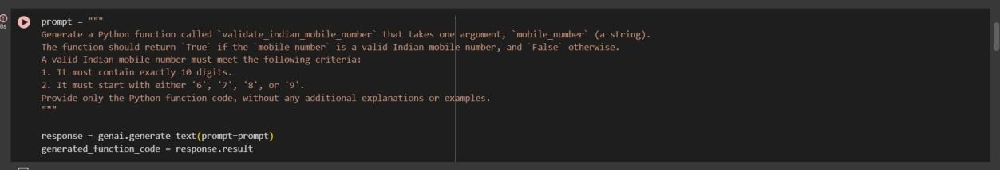 0s
prompt = """
Generate a Python function called `validate_indian_mobile_number` that takes one argument, `mobile_number` (a string).
The function should return `True` if the `mobile_number` is a valid Indian mobile number, and `False` otherwise.
A valid Indian mobile number must meet the following criteria:
1. It must contain exactly 10 digits.
2. It must start with either '6', '7', '8', or '9'.
Provide only the Python function code, without any additional explanations or examples.
"""
response = genai.generate_text(prompt=prompt)
generated_function_code = response.result